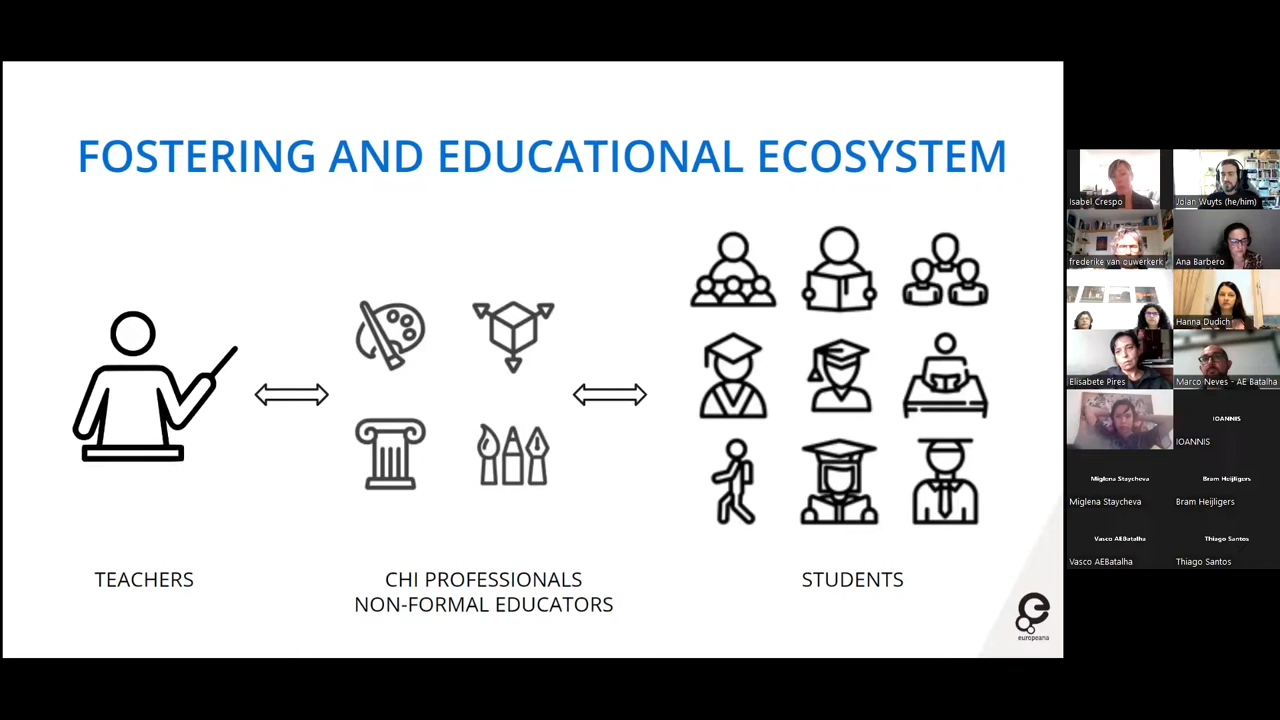 FOSTERING AND EDUCATIONAL ECOSYSTEM
TEACHERS
CHI PROFESSIONALS
NON-FORMAL EDUCATORS
STUDENTS
europeana
Isabel Crespo
Jolan Wuyts (he/him)
frederike van ouwerkerk
Ana Barbero
Hanna Dudich
Elisabete Pires
Marco Neves - AE Batalha
IOANNIS
IOANNIS
Miglena Staycheva
Bram Heijligers
Miglena Staycheva
Bram Heijligers
Vasco AEBatalha
Thiago Santos
Vasco AEBatalha
Thiago Santos